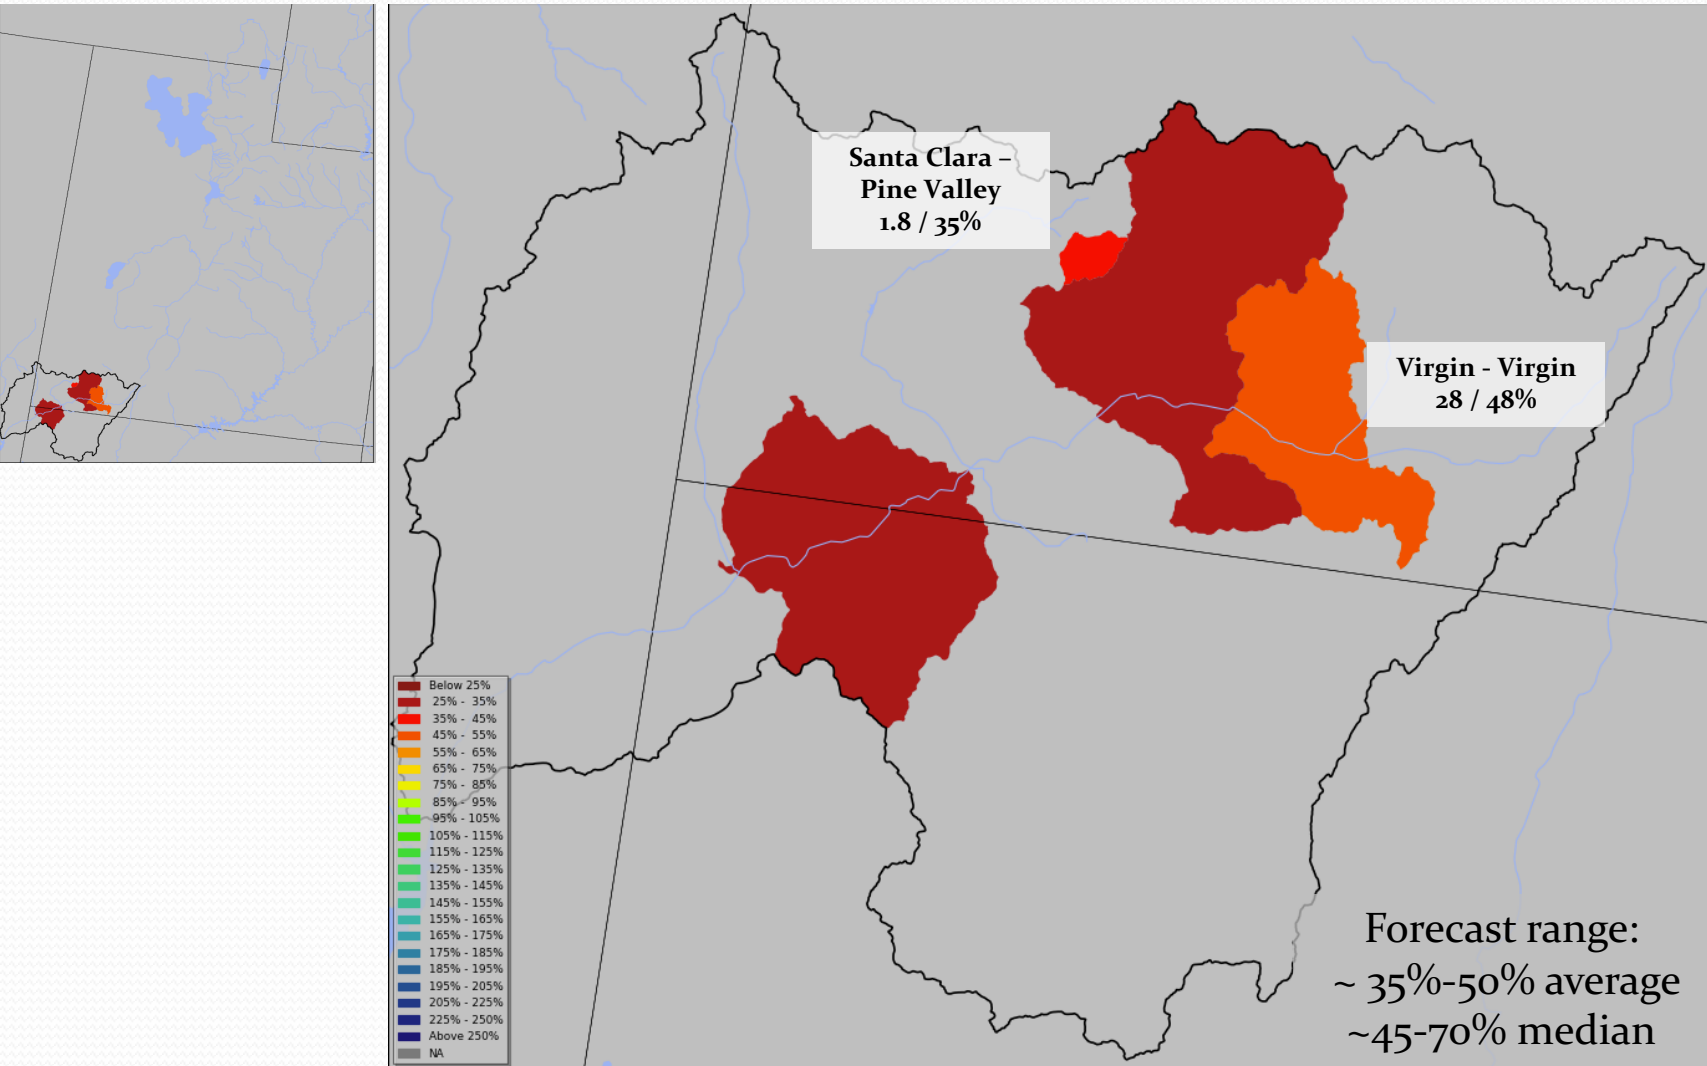 Santa Clara –
Pine Valley
1.8 / 35%
Virgin - Virgin
28 / 48%
Below 25%
25% - 35%
35% - 45%
45% - 55%
55% - 65%
65% - 75%
75% - 85%
85% - 95%
95% - 105%
105% - 115%
115% - 125%
125% - 135%
135% - 145%
145% - 155%
155% - 165%
165% - 175%
175% - 185%
185% - 195%
195% - 205%
205% - 225%
225% - 250%
Above 250%
NA
Forecast range:
~ 35%-50% average
~45-70% median